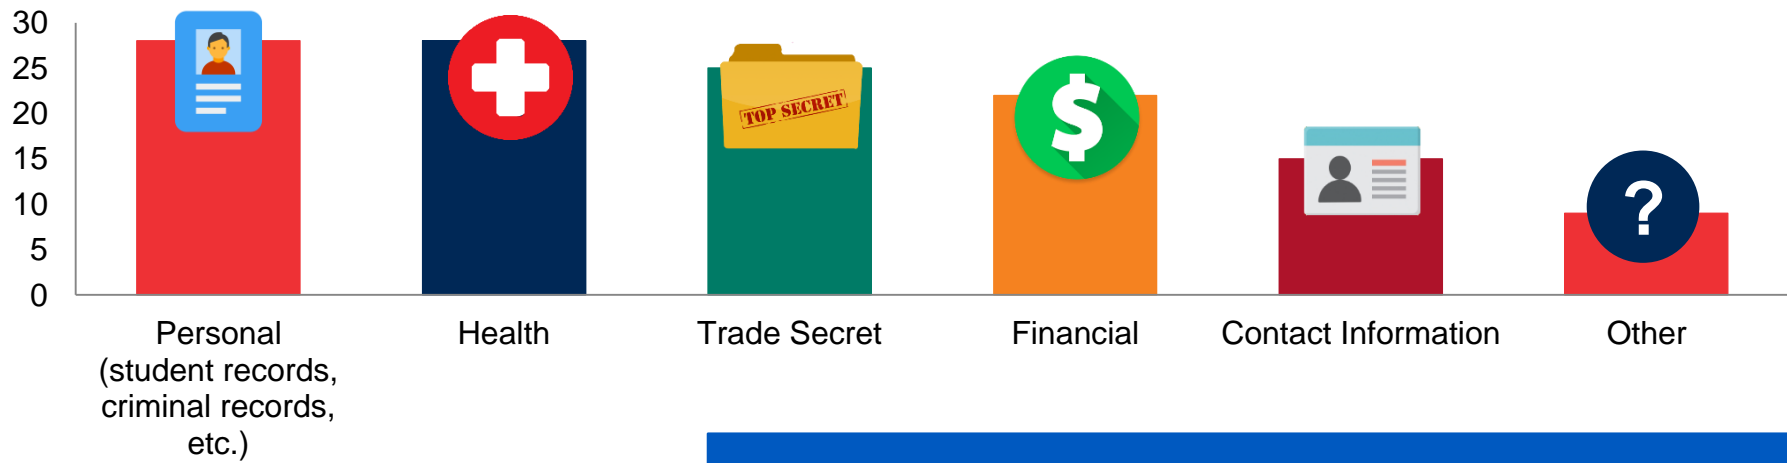 30
25
20
15
10
5
0
TOP SECRET
$
?
Personal
(student records,
criminal records,
etc.)
Health
Trade Secret
Financial
Contact Information
Other